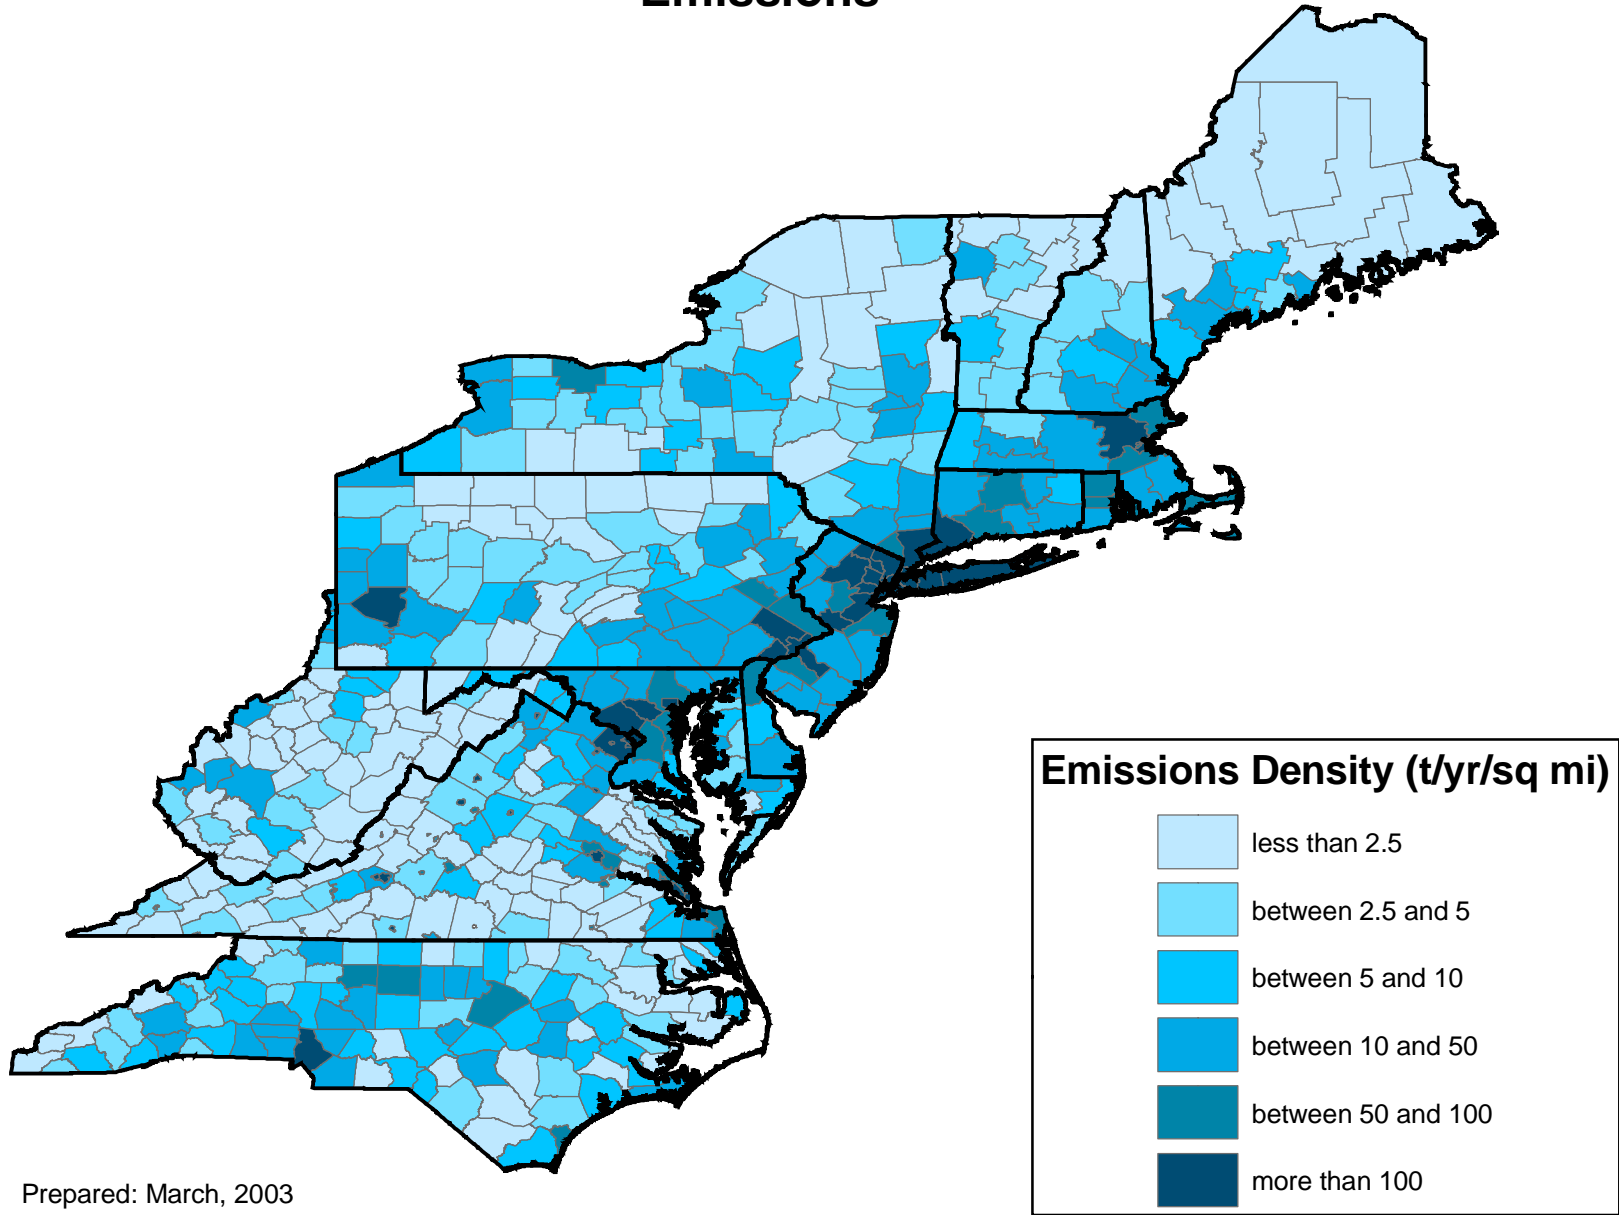 Emissions
Emissions Density (t/yr/sq mi)
less than 2.5
between 2.5 and 5
between 5 and 10
between 10 and 50
between 50 and 100
more than 100
Prepared: March, 2003